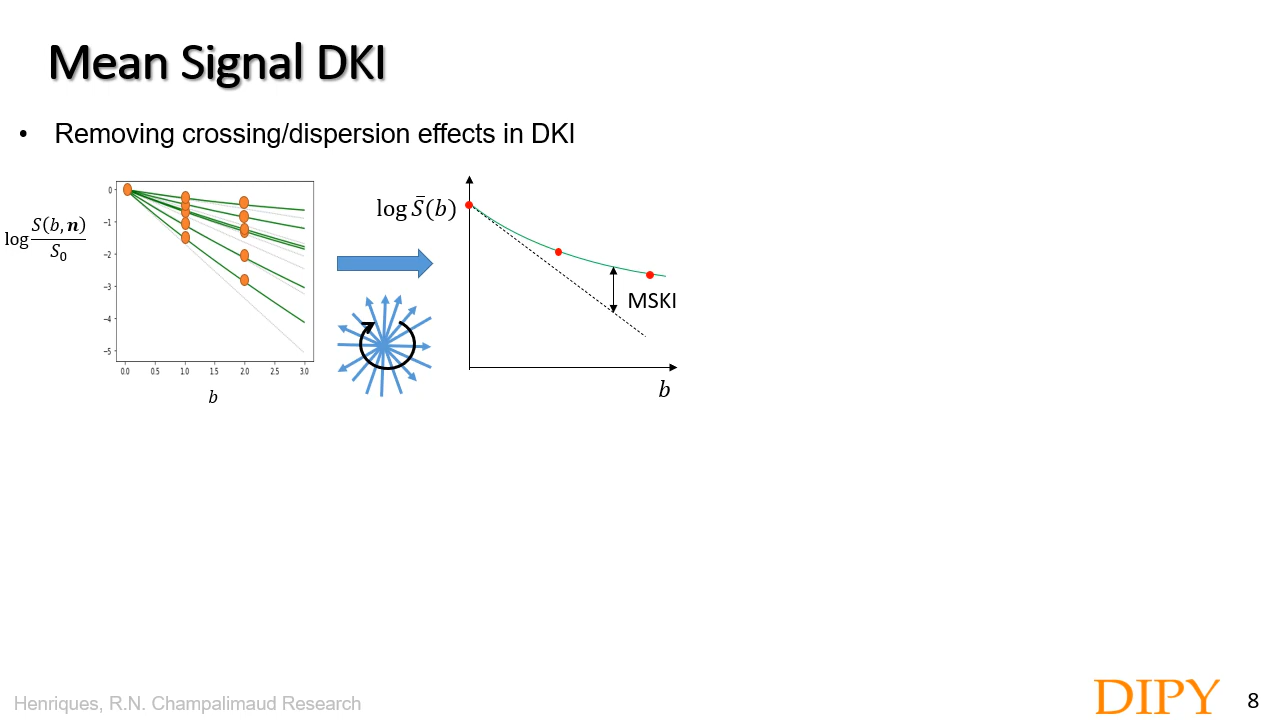 Mean Signal DKI
• Removing crossing/dispersion effects in DKI
log S(b, n) / S₀
0
−1
−2
−3
−4
−5
0.0 0.5 1.0 1.5 2.0 2.5 3.0
b
log S̄(b)
MSKI
b
Henriques, R.N. Champalimaud Research
DIPY
8